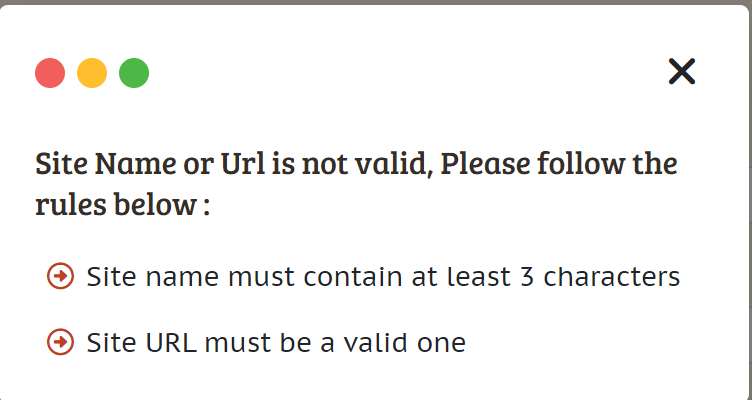 Site Name or Url is not valid, Please follow the
rules below :
Site name must contain at least 3 characters
Site URL must be a valid one